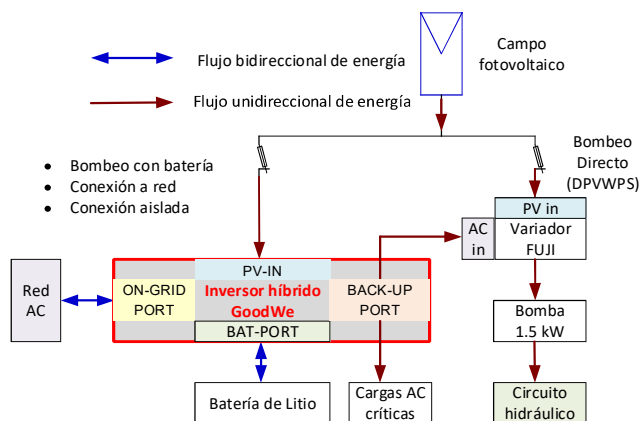 Flujo bidireccional de energía
Flujo unidireccional de energía
Campo
fotovoltaico
• Bombeo con batería
• Conexión a red
• Conexión aislada
Bombeo
Directo
(DPVWPS)
PV in
AC
in
Variador
FUJI
Red
AC
ON-GRID
PORT
PV-IN
Inversor híbrido
GoodWe
BAT-PORT
BACK-UP
PORT
Bomba
1.5 kW
Batería de Litio
Cargas AC
críticas
Circuito
hidráulico